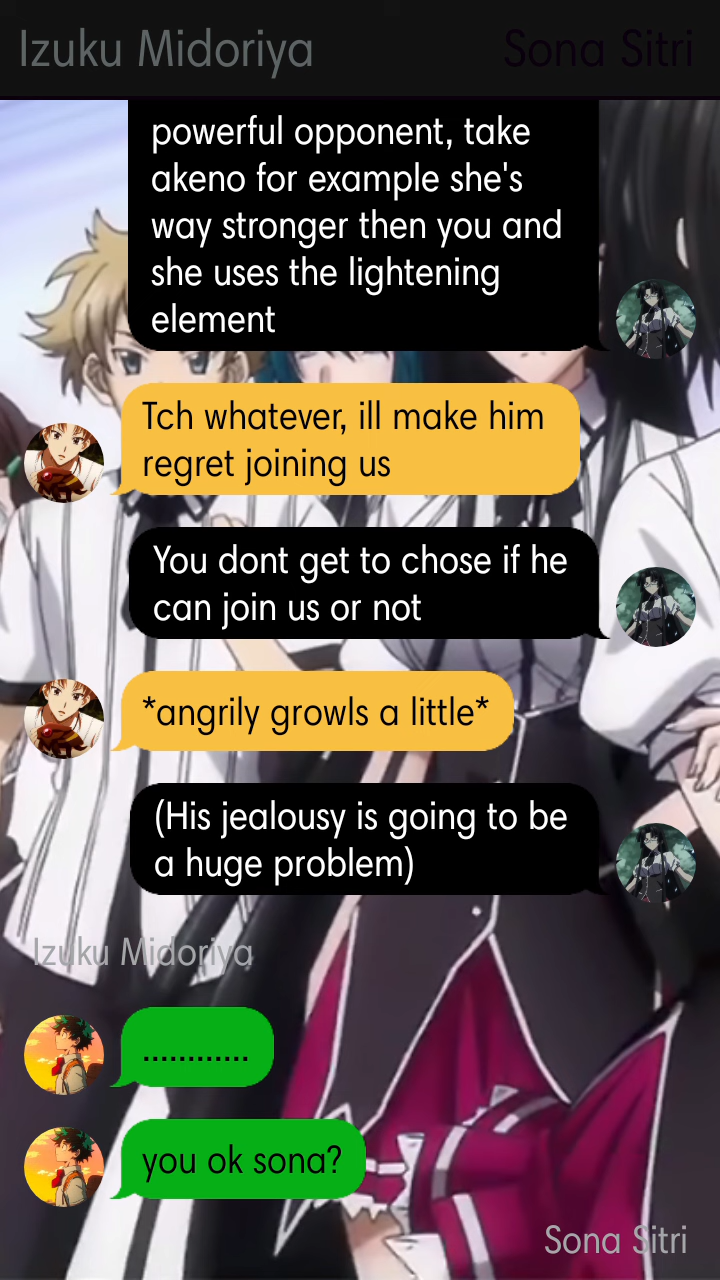 Izuku Midoriya Sona Sitri
powerful opponent, take
akeno for example she's
way stronger then you and
she uses the lightening
element
Tch whatever, ill make him
regret joining us
You dont get to chose if he
can join us or not
*angrily growls a little*
(His jealousy is going to be
a huge problem)
Izuku Midoriya
............
you ok sona?
Sona Sitri